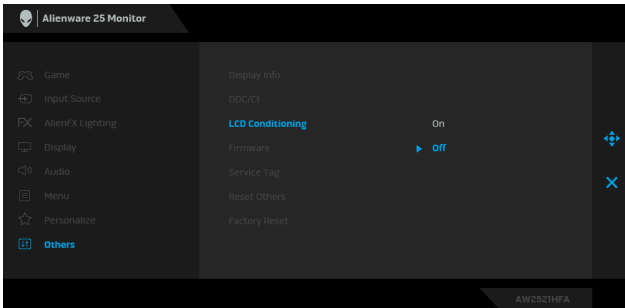 Alienware 25 Monitor
Game
Display Info
Input Source
DDC/CI
AlienFX Lighting
LCD Conditioning On
Display
Firmware Off
Audio
Service Tag
Menu
Reset Others
Personalize
Factory Reset
Others
AW2521HFA